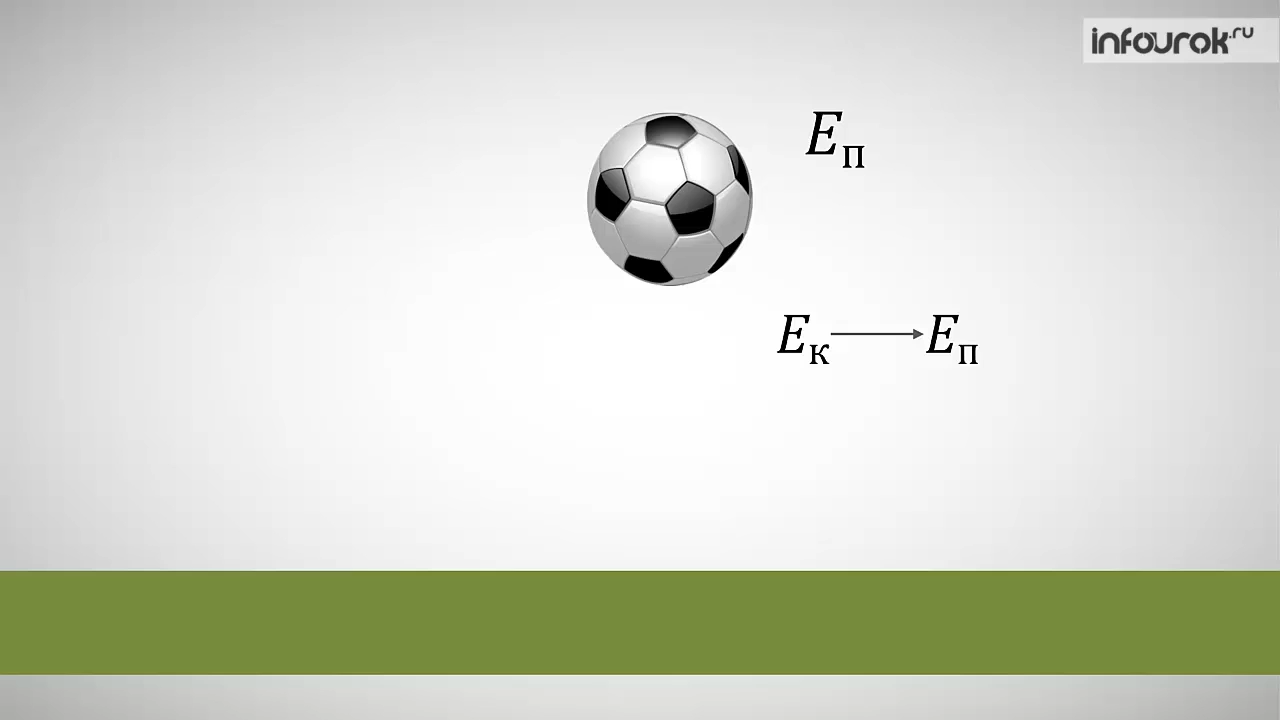 infourok.ru
Eп
Eк → Eп